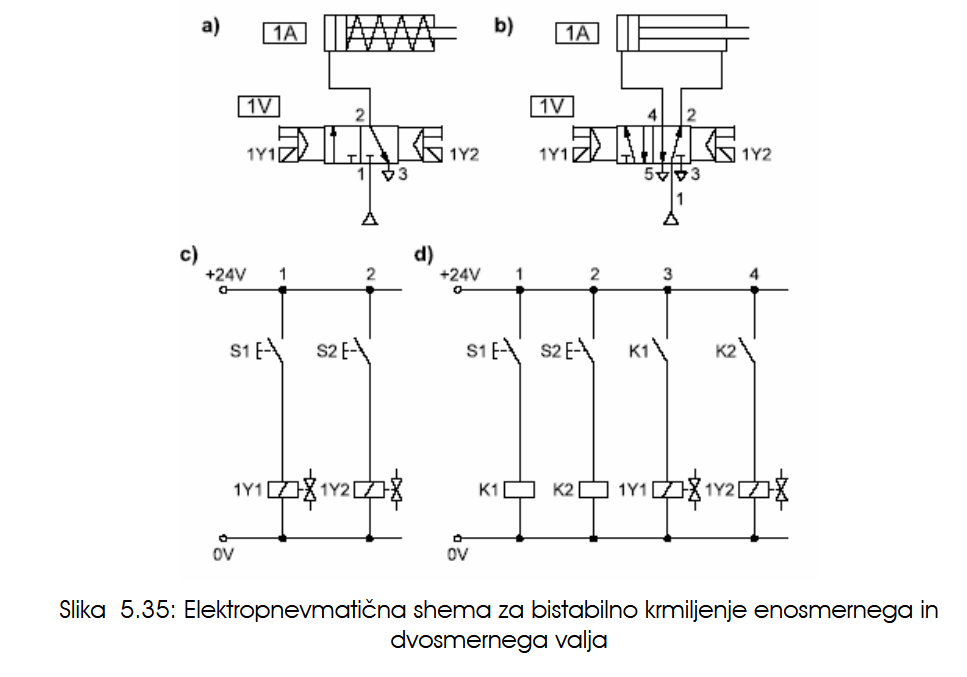 a) 1A b) 1A
1V 2 1V 4 2
1Y1 1Y2 1Y1 1Y2
1 3 5 3
1
c) d)
+24V 1 2 +24V 1 2 3 4
S1 S2 S1 S2 K1 K2
1Y1 1Y2 K1 K2 1Y1 1Y2
0V 0V
Slika 5.35: Elektropnevmatična shema za bistabilno krmiljenje enosmernega in
dvosmernega valja